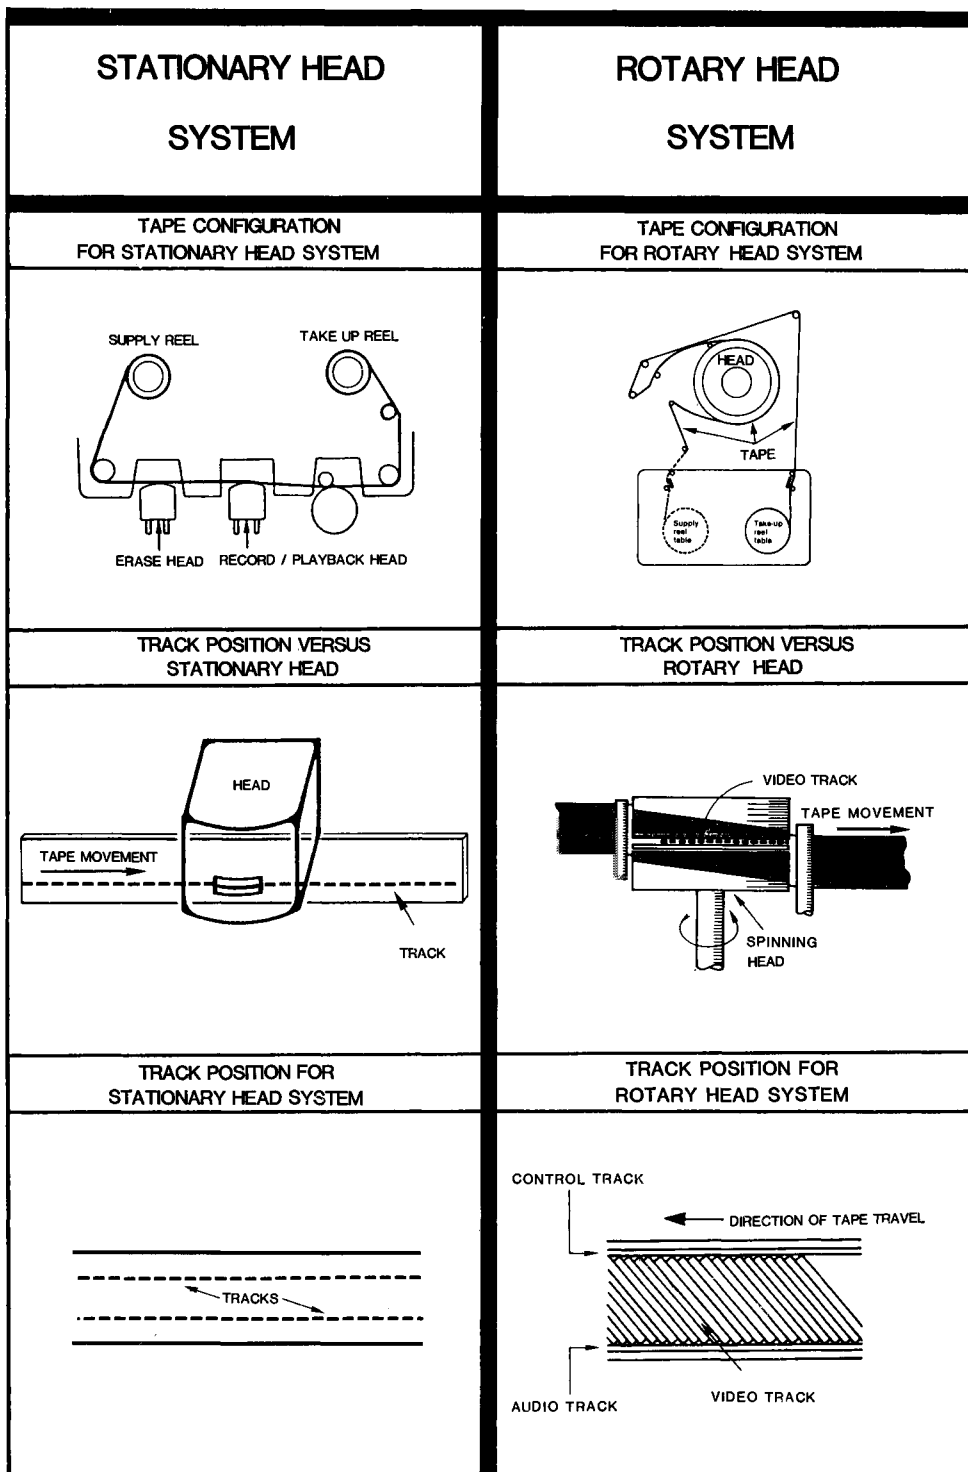 STATIONARY HEAD
SYSTEM
ROTARY HEAD
SYSTEM
TAPE CONFIGURATION
FOR STATIONARY HEAD SYSTEM
TAPE CONFIGURATION
FOR ROTARY HEAD SYSTEM
SUPPLY REEL
TAKE UP REEL
ERASE HEAD
RECORD / PLAYBACK HEAD
HEAD
TAPE
Supply
reel
table
Take-up
reel
table
TRACK POSITION VERSUS
STATIONARY HEAD
TRACK POSITION VERSUS
ROTARY HEAD
HEAD
TAPE MOVEMENT
TRACK
VIDEO TRACK
TAPE MOVEMENT
SPINNING
HEAD
TRACK POSITION FOR
STATIONARY HEAD SYSTEM
TRACK POSITION FOR
ROTARY HEAD SYSTEM
TRACKS
CONTROL TRACK
DIRECTION OF TAPE TRAVEL
VIDEO TRACK
AUDIO TRACK